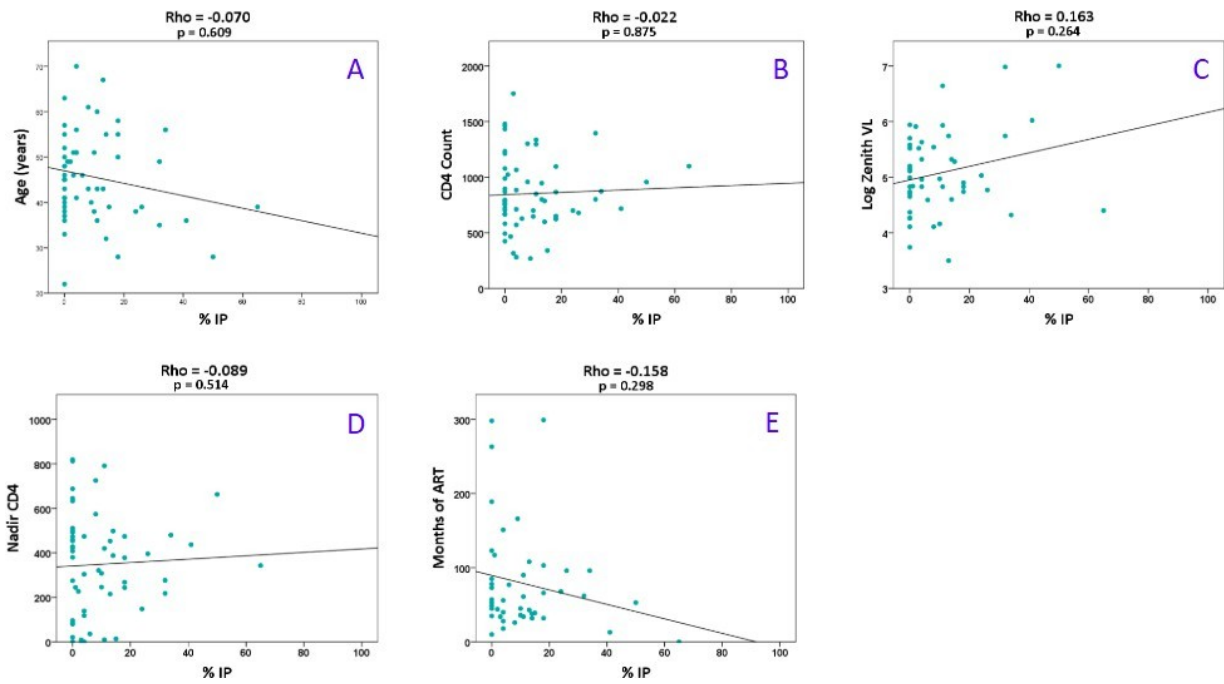 Rho = -0.070
p = 0.609
A
Age (years)
70
60
50
40
30
20
0 20 40 60 80 100
% IP
Rho = -0.022
p = 0.875
B
CD4 Count
2000
1500
1000
500
0
0 20 40 60 80 100
% IP
Rho = 0.163
p = 0.264
C
Log Zenith VL
7
6
5
4
3
0 20 40 60 80 100
% IP
Rho = -0.089
p = 0.514
D
Nadir CD4
1000
800
600
400
200
0
0 20 40 60 80 100
% IP
Rho = -0.158
p = 0.298
E
Months of ART
300
200
100
0
0 20 40 60 80 100
% IP